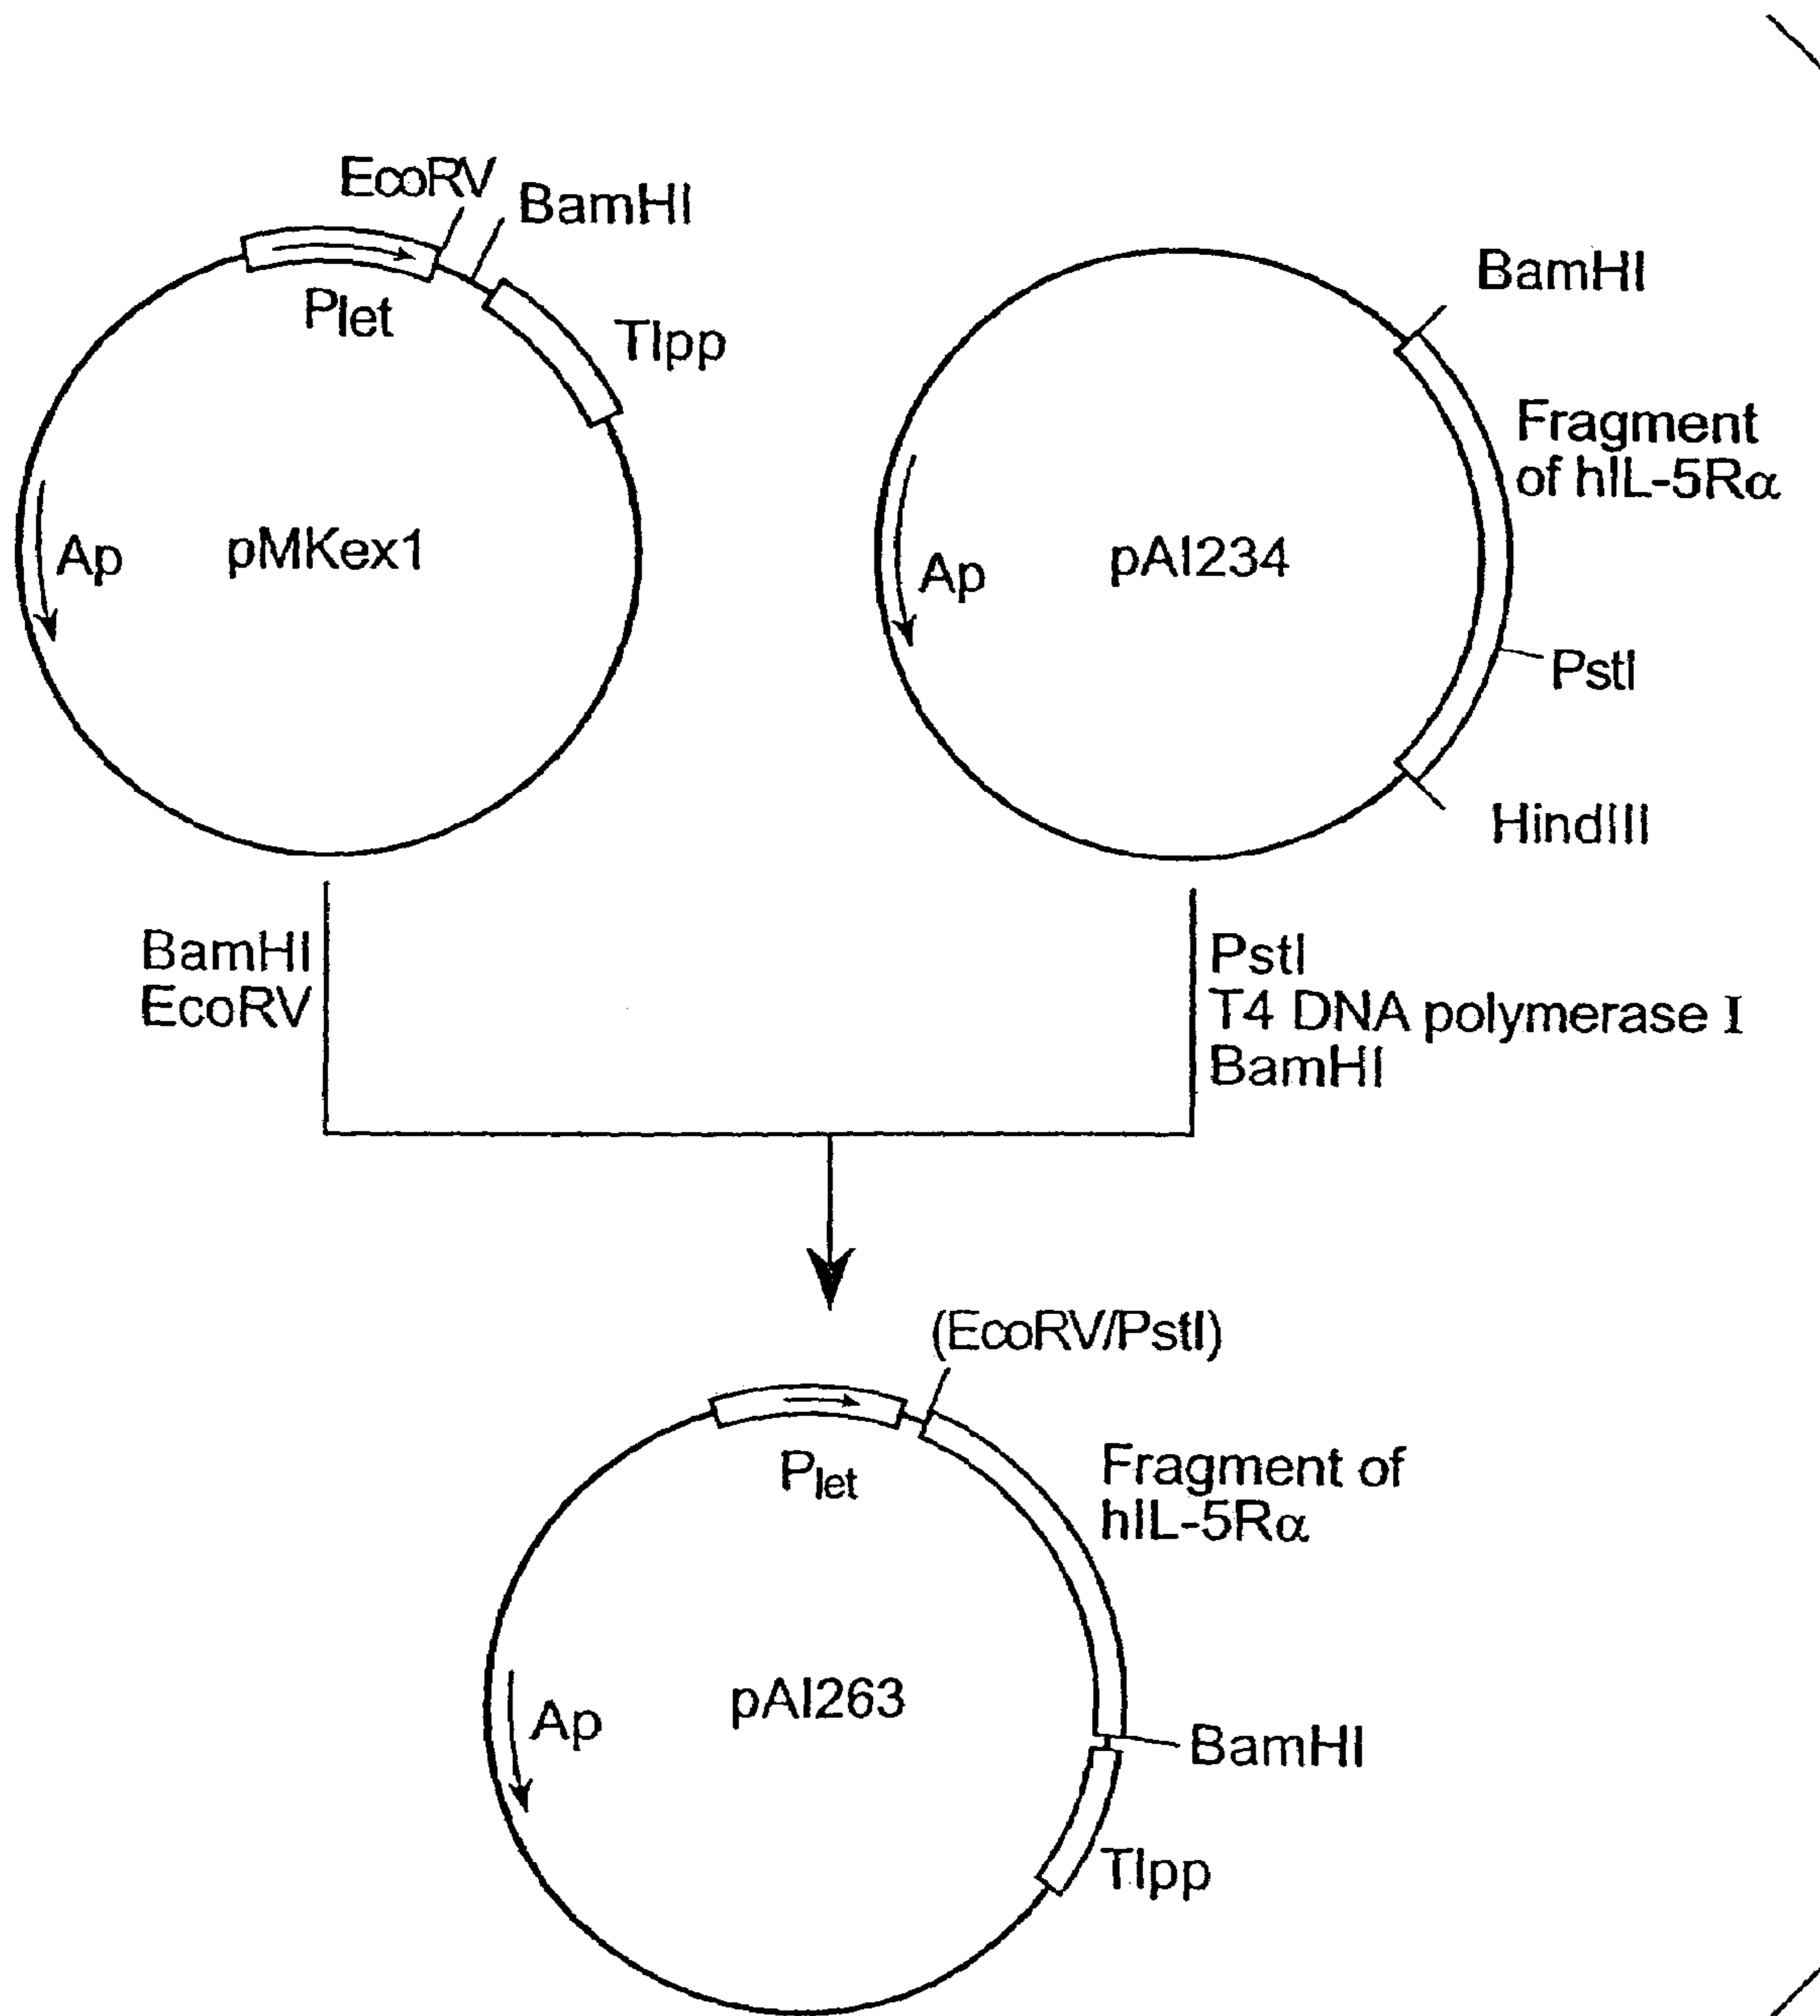 EcoRV
BamHI
Plet
Tlpp
Ap
pMKex1
BamHI
Fragment
of hIL-5Rα
Ap
pAI234
PstI
HindIII
BamHI
EcoRV
PstI
T4 DNA polymerase I
BamHI
(EcoRV/PstI)
Plet
Fragment of
hIL-5Rα
Ap
pAI263
BamHI
Tlpp